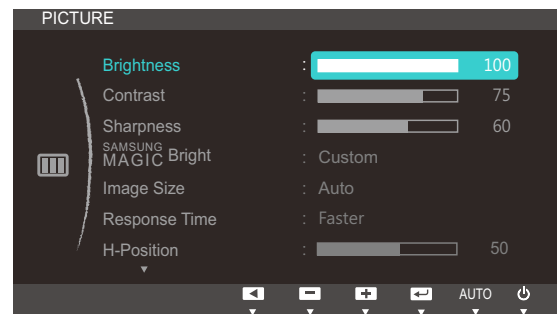 PICTURE
Brightness : 100
Contrast : 75
Sharpness : 60
SAMSUNG MAGIC Bright : Custom
Image Size : Auto
Response Time : Faster
H-Position : 50
AUTO